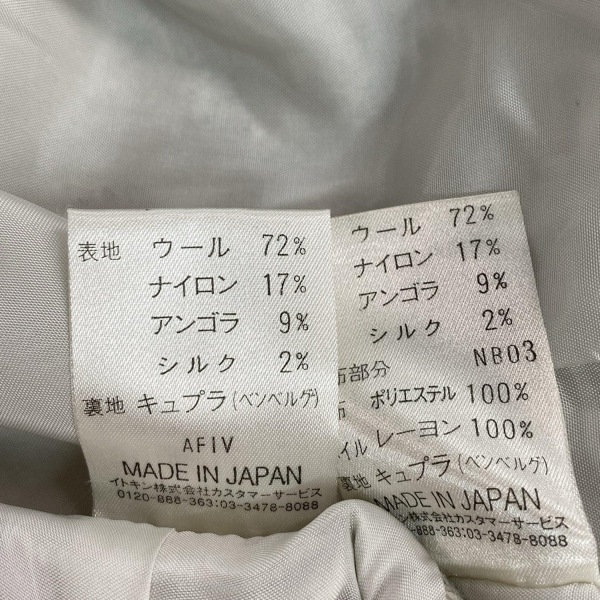 表地 ウール 72%
ナイロン 17%
アンゴラ 9%
シルク 2%
裏地 キュプラ(ベンベルグ)
AFIV
MADE IN JAPAN
イトキン株式会社カスタマーサービス
0120-888-363:03-3478-8088
ウール 72%
ナイロン 17%
アンゴラ 9%
シルク 2%
NB03
部分
ポリエステル 100%
イル レーヨン 100%
裏地 キュプラ(ベンベルグ)
MADE IN JAPAN
キン株式会社カスタマーサービス
0-888-363:03-3478-8088